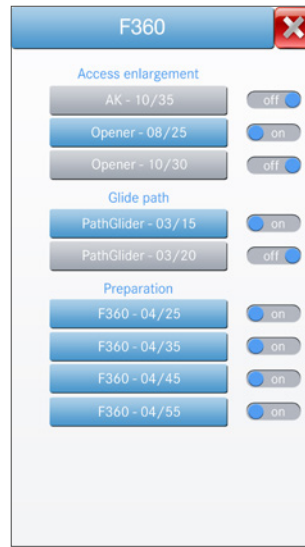 F360
Access enlargement
AK - 10/35 off
Opener - 08/25 on
Opener - 10/30 off
Glide path
PathGlider - 03/15 on
PathGlider - 03/20 off
Preparation
F360 - 04/25 on
F360 - 04/35 on
F360 - 04/45 on
F360 - 04/55 on